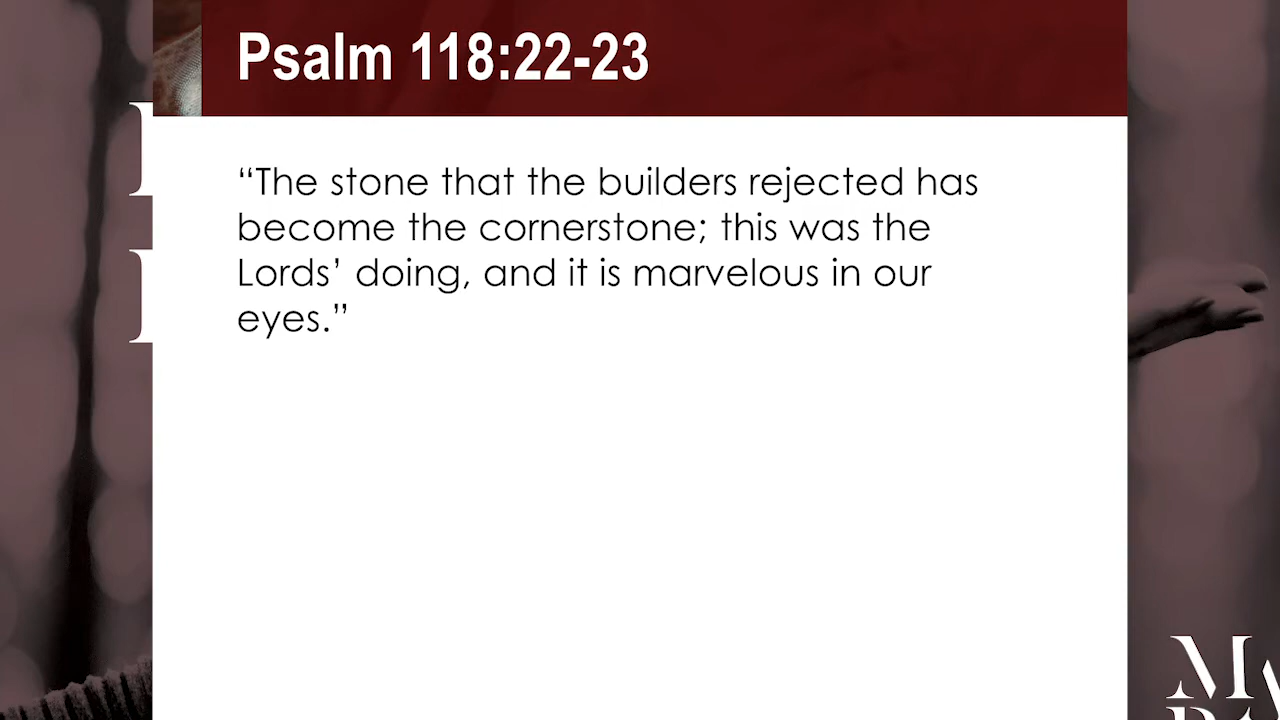 Psalm 118:22-23
“The stone that the builders rejected has
become the cornerstone; this was the
Lords’ doing, and it is marvelous in our
eyes.”